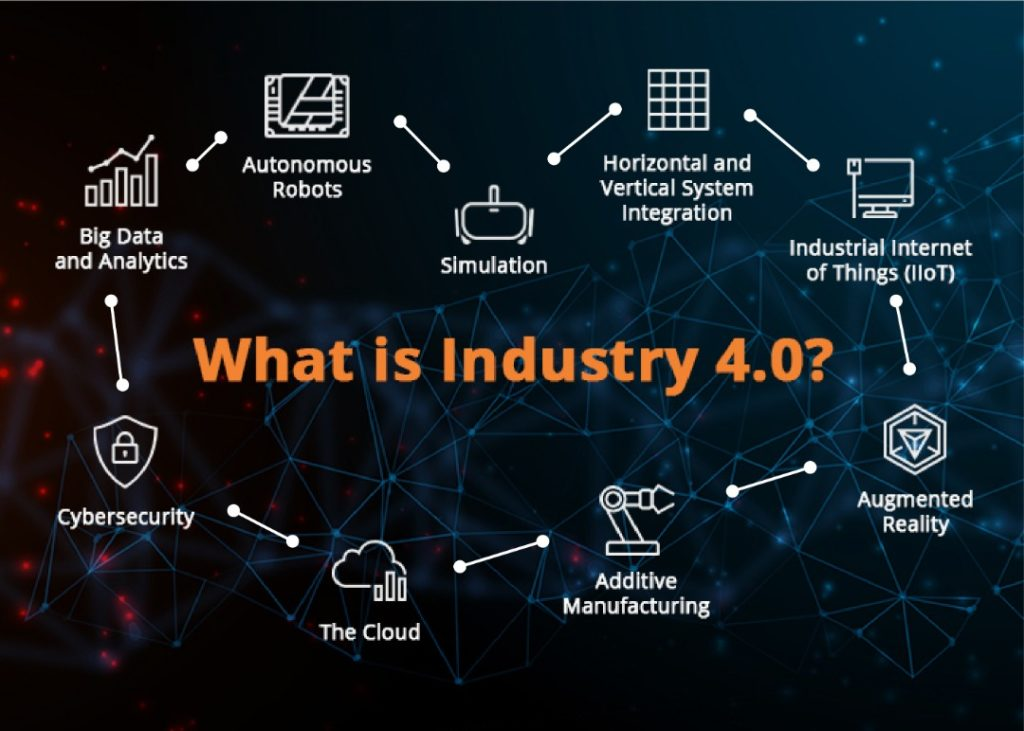 Autonomous
Robots
Horizontal and
Vertical System
Integration
Big Data
and Analytics
Simulation
Industrial Internet
of Things (IIoT)
What is Industry 4.0?
Cybersecurity
Augmented
Reality
The Cloud
Additive
Manufacturing